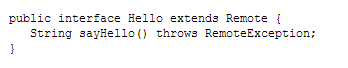 public interface Hello extends Remote {
   String sayHello() throws RemoteException;
}